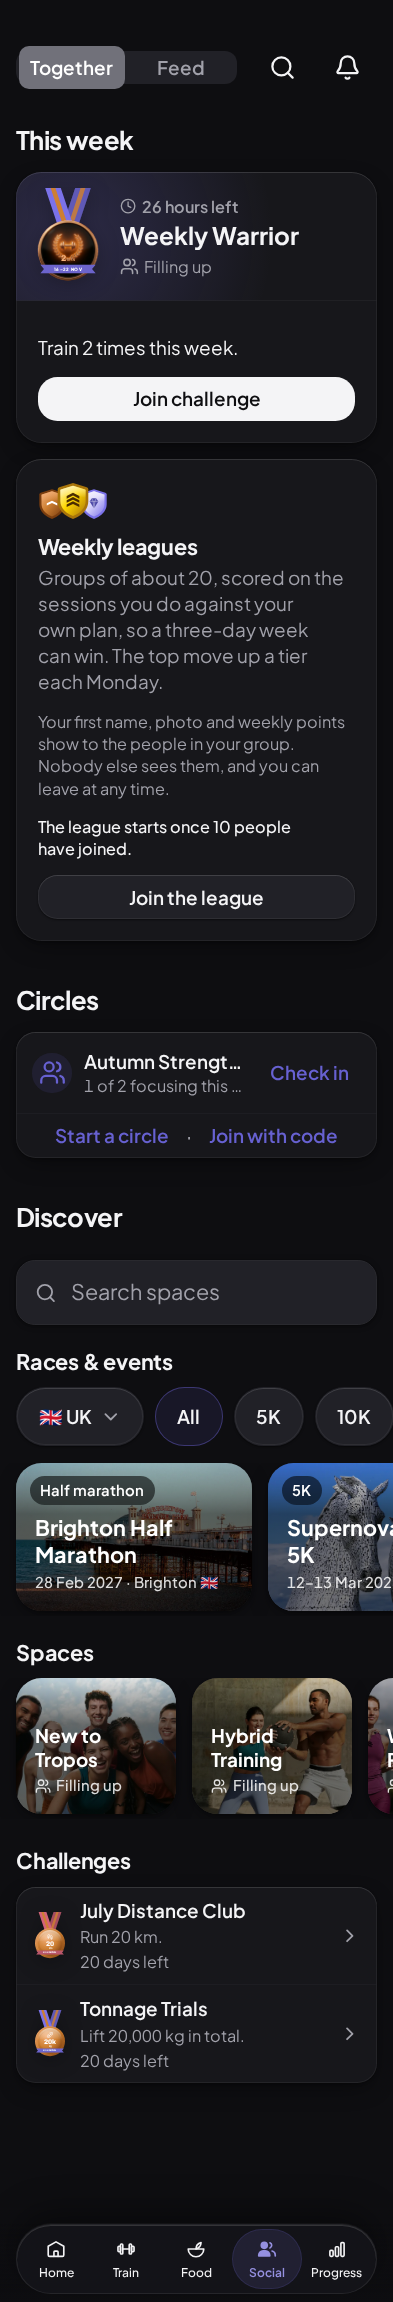 Together
Feed
This week
26 hours left
Weekly Warrior
Filling up
Train 2 times this week.
Join challenge
Weekly leagues
Groups of about 20, scored on the
sessions you do against your
own plan, so a three-day week
can win. The top move up a tier
each Monday.
Your first name, photo and weekly points
show to the people in your group.
Nobody else sees them, and you can
leave at any time.
The league starts once 10 people
have joined.
Join the league
Circles
Autumn Strengt…
1 of 2 focusing this …
Check in
Start a circle · Join with code
Discover
Search spaces
Races & events
🇬🇧 UK
All
5K
10K
Half marathon
Brighton Half
Marathon
28 Feb 2027 · Brighton 🇬🇧
5K
Supernova
5K
12–13 Mar 202
Spaces
New to
Tropos
Filling up
Hybrid
Training
Filling up
Challenges
July Distance Club
Run 20 km.
20 days left
Tonnage Trials
Lift 20,000 kg in total.
20 days left
Home
Train
Food
Social
Progress